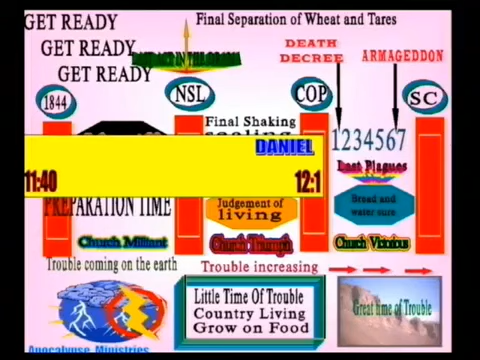 GET READY
GET READY
GET READY
Final Separation of Wheat and Tares
DEATH
DECREE
ARMAGEDDON
1844
NSL
COP
SC
Final Shaking
1234567
DANIEL
Last Plagues
11:40
12:1
PREPARATION TIME
Judgement of
living
Bread and
water sure
Church Militant
Church Triumph
Church Victorious
Trouble coming on the earth
Trouble increasing
Little Time Of Trouble
Country Living
Grow on Food
Great time of Trouble
Apocalypse Ministries